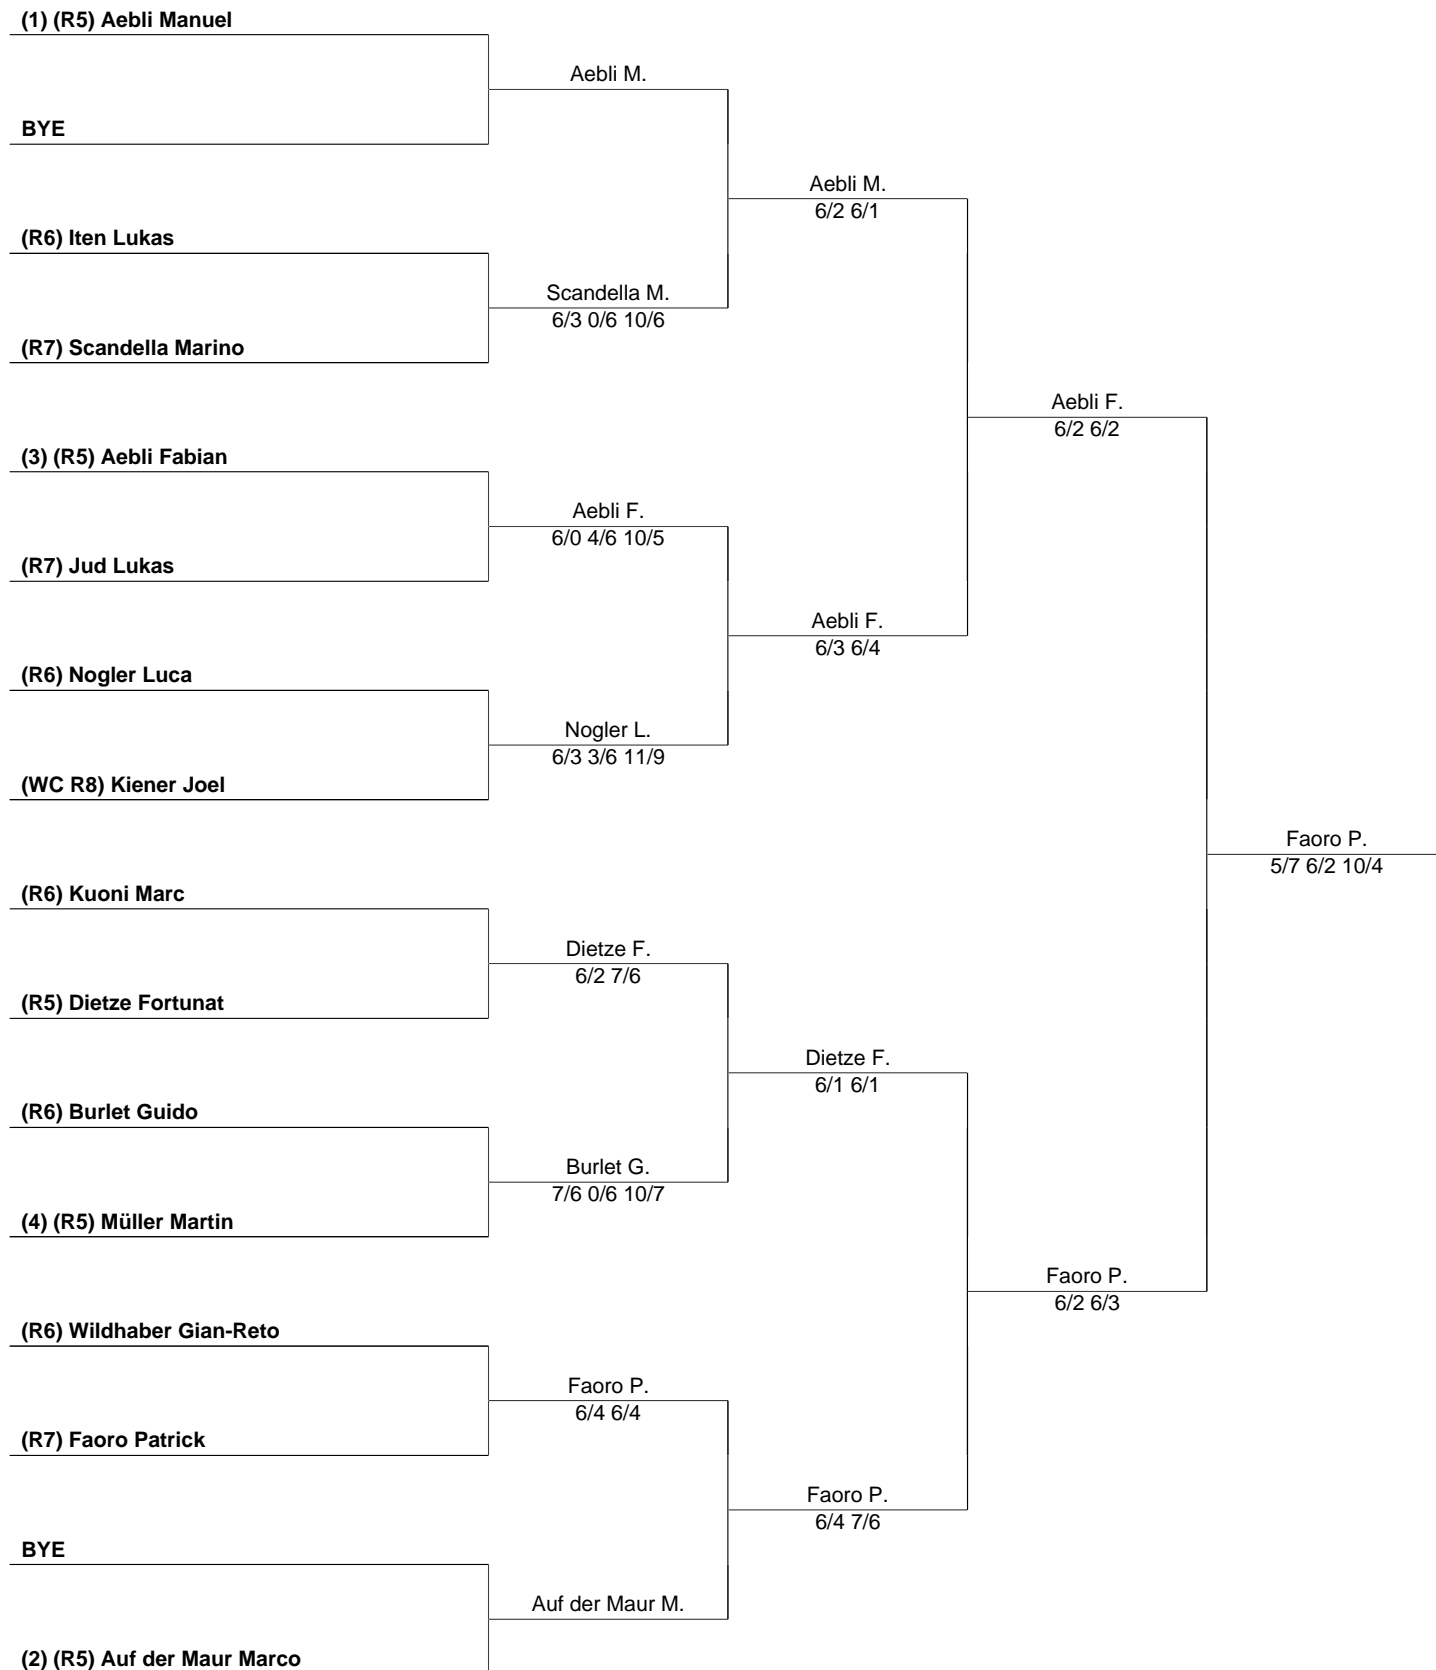 (1) (R5) Aebli Manuel
Aebli M.
BYE
Aebli M.
6/2 6/1
(R6) Iten Lukas
Scandella M.
6/3 0/6 10/6
(R7) Scandella Marino
Aebli F.
6/2 6/2
(3) (R5) Aebli Fabian
Aebli F.
6/0 4/6 10/5
(R7) Jud Lukas
Aebli F.
6/3 6/4
(R6) Nogler Luca
Nogler L.
6/3 3/6 11/9
(WC R8) Kiener Joel
Faoro P.
5/7 6/2 10/4
(R6) Kuoni Marc
Dietze F.
6/2 7/6
(R5) Dietze Fortunat
Dietze F.
6/1 6/1
(R6) Burlet Guido
Burlet G.
7/6 0/6 10/7
(4) (R5) Müller Martin
Faoro P.
6/2 6/3
(R6) Wildhaber Gian-Reto
Faoro P.
6/4 6/4
(R7) Faoro Patrick
Faoro P.
6/4 7/6
BYE
Auf der Maur M.
(2) (R5) Auf der Maur Marco